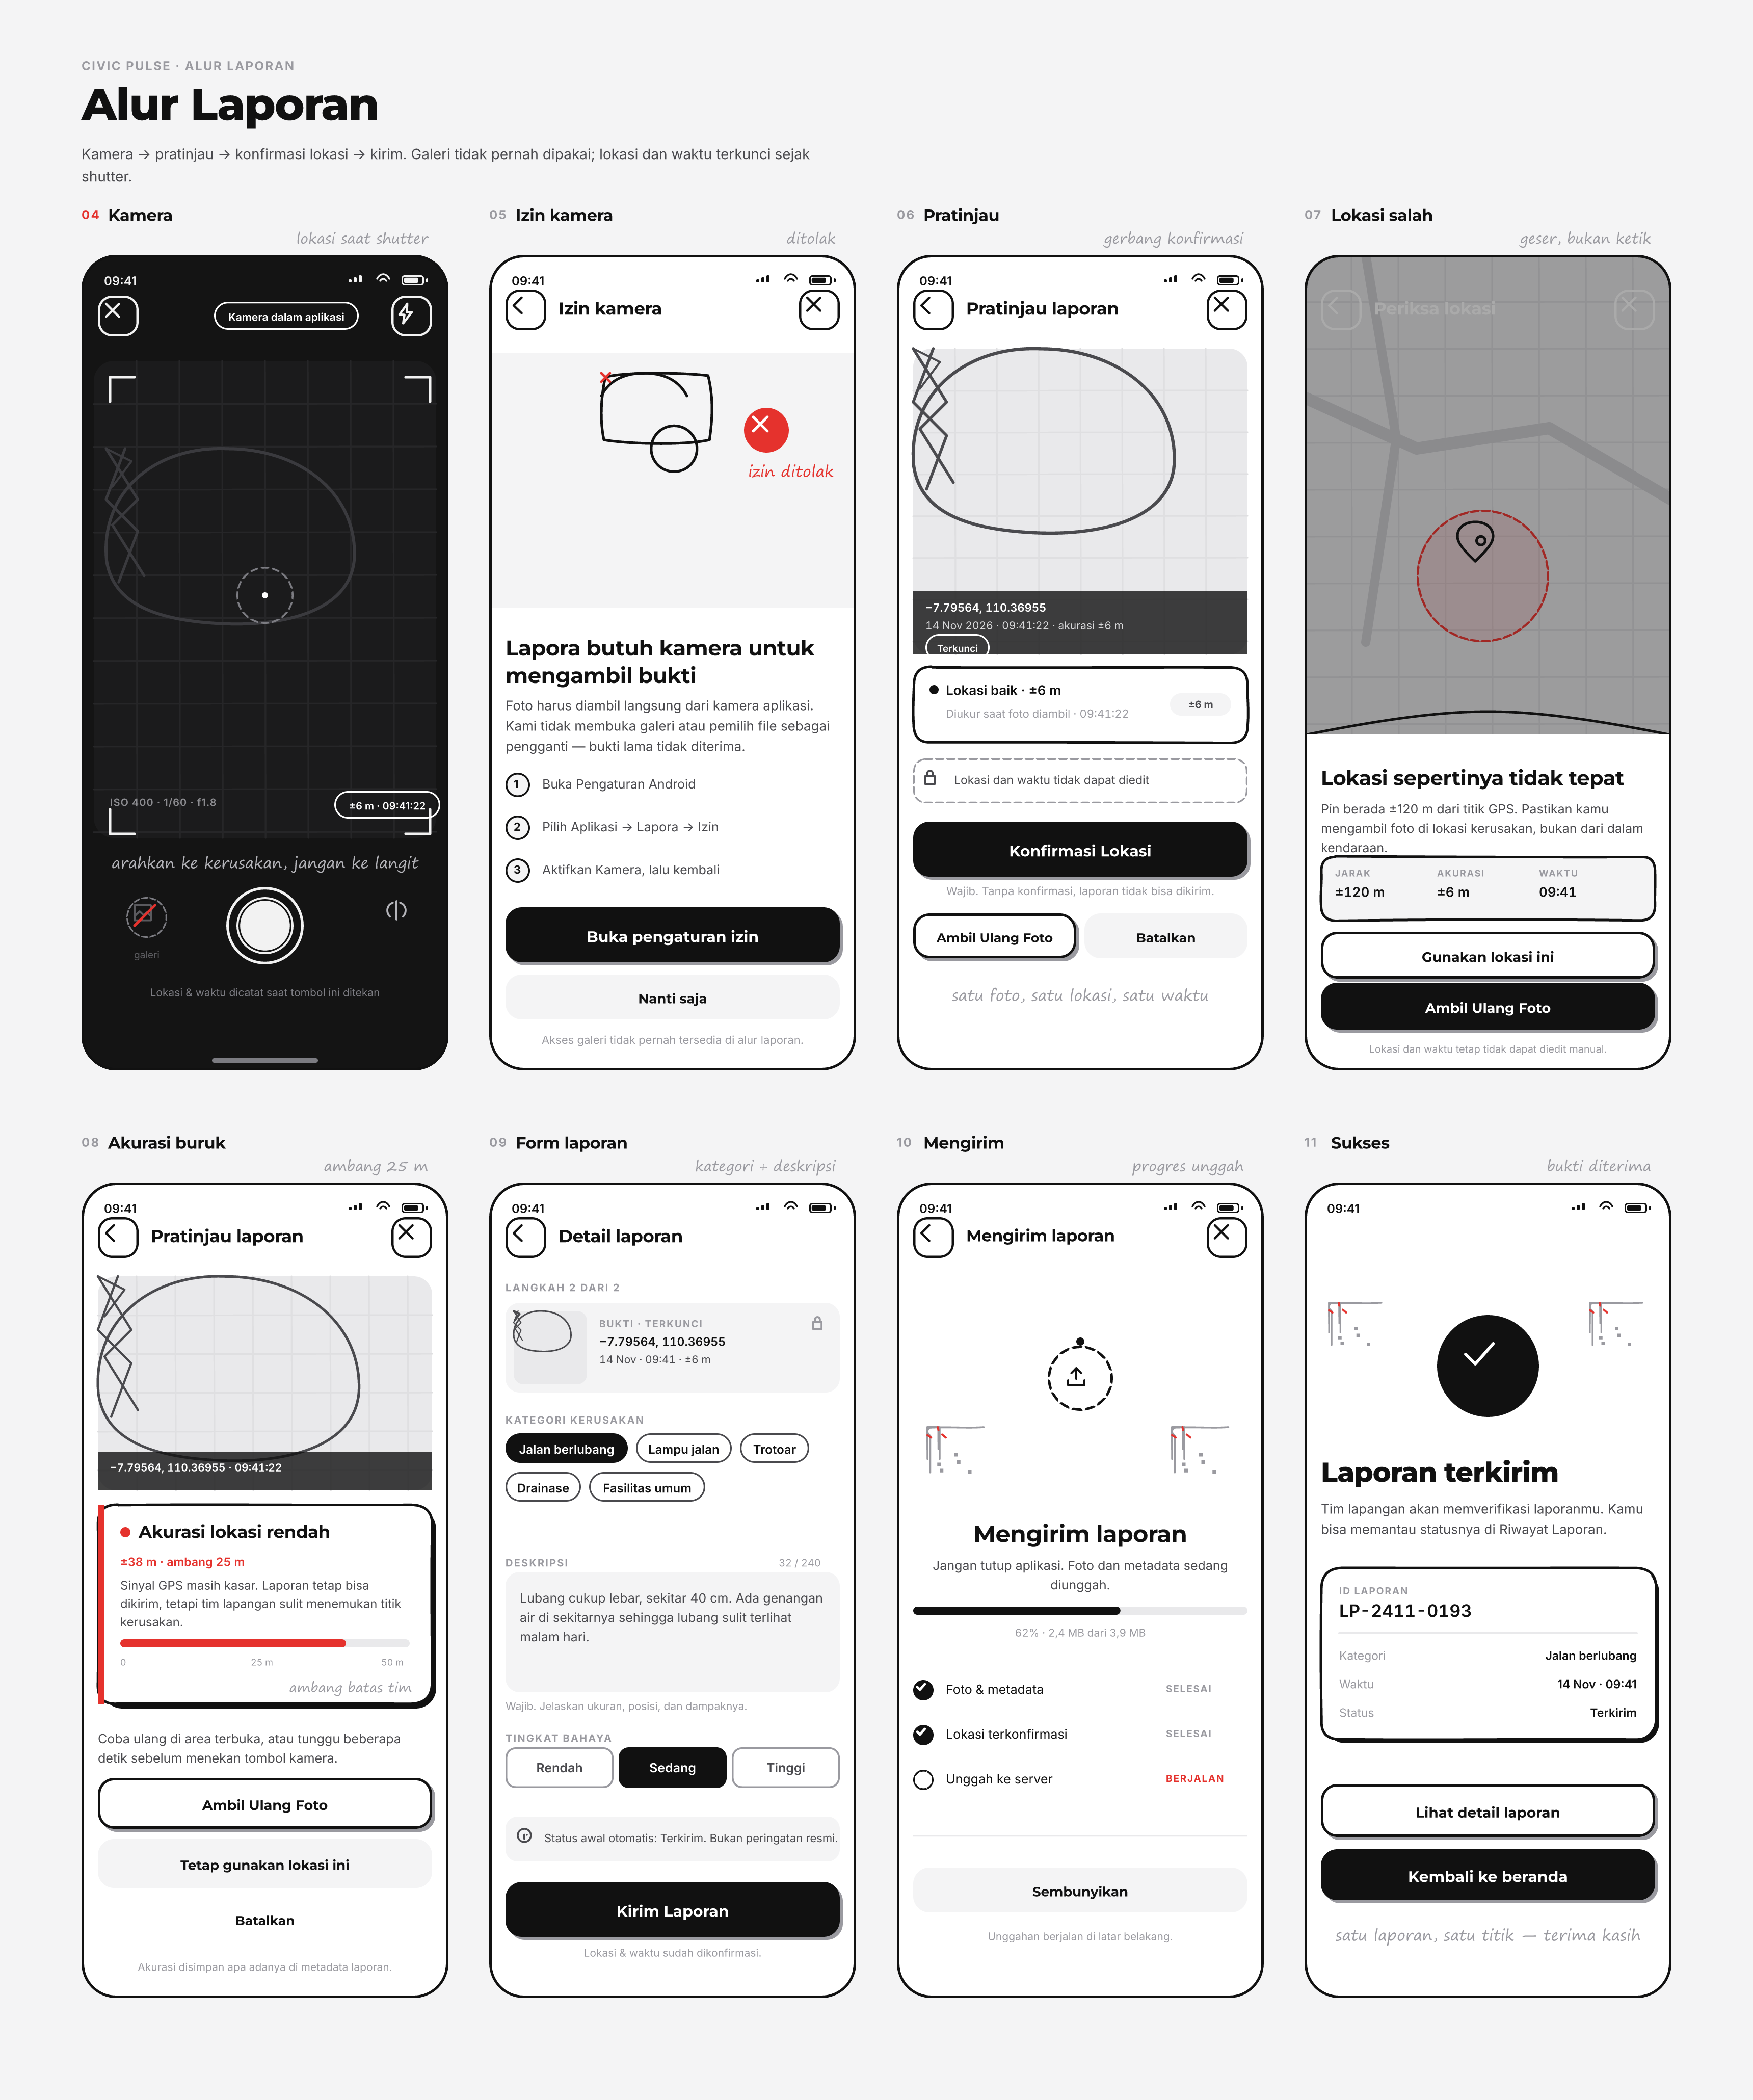 CIVIC PULSE · ALUR LAPORAN
Alur Laporan
Kamera → pratinjau → konfirmasi lokasi → kirim. Galeri tidak pernah dipakai; lokasi dan waktu terkunci sejak
shutter.
04 Kamera
lokasi saat shutter
09:41
Kamera dalam aplikasi
ISO 400 · 1/60 · f1.8
±6 m · 09:41:22
arahkan ke kerusakan, jangan ke langit
galeri
Lokasi & waktu dicatat saat tombol ini ditekan
05 Izin kamera
ditolak
09:41
Izin kamera
izin ditolak
Lapora butuh kamera untuk
mengambil bukti
Foto harus diambil langsung dari kamera aplikasi.
Kami tidak membuka galeri atau pemilih file sebagai
pengganti — bukti lama tidak diterima.
1 Buka Pengaturan Android
2 Pilih Aplikasi → Lapora → Izin
3 Aktifkan Kamera, lalu kembali
Buka pengaturan izin
Nanti saja
Akses galeri tidak pernah tersedia di alur laporan.
06 Pratinjau
gerbang konfirmasi
09:41
Pratinjau laporan
−7.79564, 110.36955
14 Nov 2026 · 09:41:22 · akurasi ±6 m
Terkunci
Lokasi baik · ±6 m
Diukur saat foto diambil · 09:41:22
±6 m
Lokasi dan waktu tidak dapat diedit
Konfirmasi Lokasi
Wajib. Tanpa konfirmasi, laporan tidak bisa dikirim.
Ambil Ulang Foto
Batalkan
satu foto, satu lokasi, satu waktu
07 Lokasi salah
geser, bukan ketik
Periksa lokasi
Lokasi sepertinya tidak tepat
Pin berada ±120 m dari titik GPS. Pastikan kamu
mengambil foto di lokasi kerusakan, bukan dari dalam
kendaraan.
JARAK AKURASI WAKTU
±120 m ±6 m 09:41
Gunakan lokasi ini
Ambil Ulang Foto
Lokasi dan waktu tetap tidak dapat diedit manual.
08 Akurasi buruk
ambang 25 m
09:41
Pratinjau laporan
−7.79564, 110.36955 · 09:41:22
Akurasi lokasi rendah
±38 m · ambang 25 m
Sinyal GPS masih kasar. Laporan tetap bisa
dikirim, tetapi tim lapangan sulit menemukan titik
kerusakan.
0 25 m 50 m
ambang batas tim
Coba ulang di area terbuka, atau tunggu beberapa
detik sebelum menekan tombol kamera.
Ambil Ulang Foto
Tetap gunakan lokasi ini
Batalkan
Akurasi disimpan apa adanya di metadata laporan.
09 Form laporan
kategori + deskripsi
09:41
Detail laporan
LANGKAH 2 DARI 2
BUKTI · TERKUNCI
−7.79564, 110.36955
14 Nov · 09:41 · ±6 m
KATEGORI KERUSAKAN
Jalan berlubang Lampu jalan Trotoar
Drainase Fasilitas umum
DESKRIPSI 32 / 240
Lubang cukup lebar, sekitar 40 cm. Ada genangan
air di sekitarnya sehingga lubang sulit terlihat
malam hari.
Wajib. Jelaskan ukuran, posisi, dan dampaknya.
TINGKAT BAHAYA
Rendah Sedang Tinggi
Status awal otomatis: Terkirim. Bukan peringatan resmi.
Kirim Laporan
Lokasi & waktu sudah dikonfirmasi.
10 Mengirim
progres unggah
09:41
Mengirim laporan
Mengirim laporan
Jangan tutup aplikasi. Foto dan metadata sedang
diunggah.
62% · 2,4 MB dari 3,9 MB
Foto & metadata SELESAI
Lokasi terkonfirmasi SELESAI
Unggah ke server BERJALAN
Sembunyikan
Unggahan berjalan di latar belakang.
11 Sukses
bukti diterima
09:41
Laporan terkirim
Tim lapangan akan memverifikasi laporanmu. Kamu
bisa memantau statusnya di Riwayat Laporan.
ID LAPORAN
LP-2411-0193
Kategori Jalan berlubang
Waktu 14 Nov · 09:41
Status Terkirim
Lihat detail laporan
Kembali ke beranda
satu laporan, satu titik — terima kasih